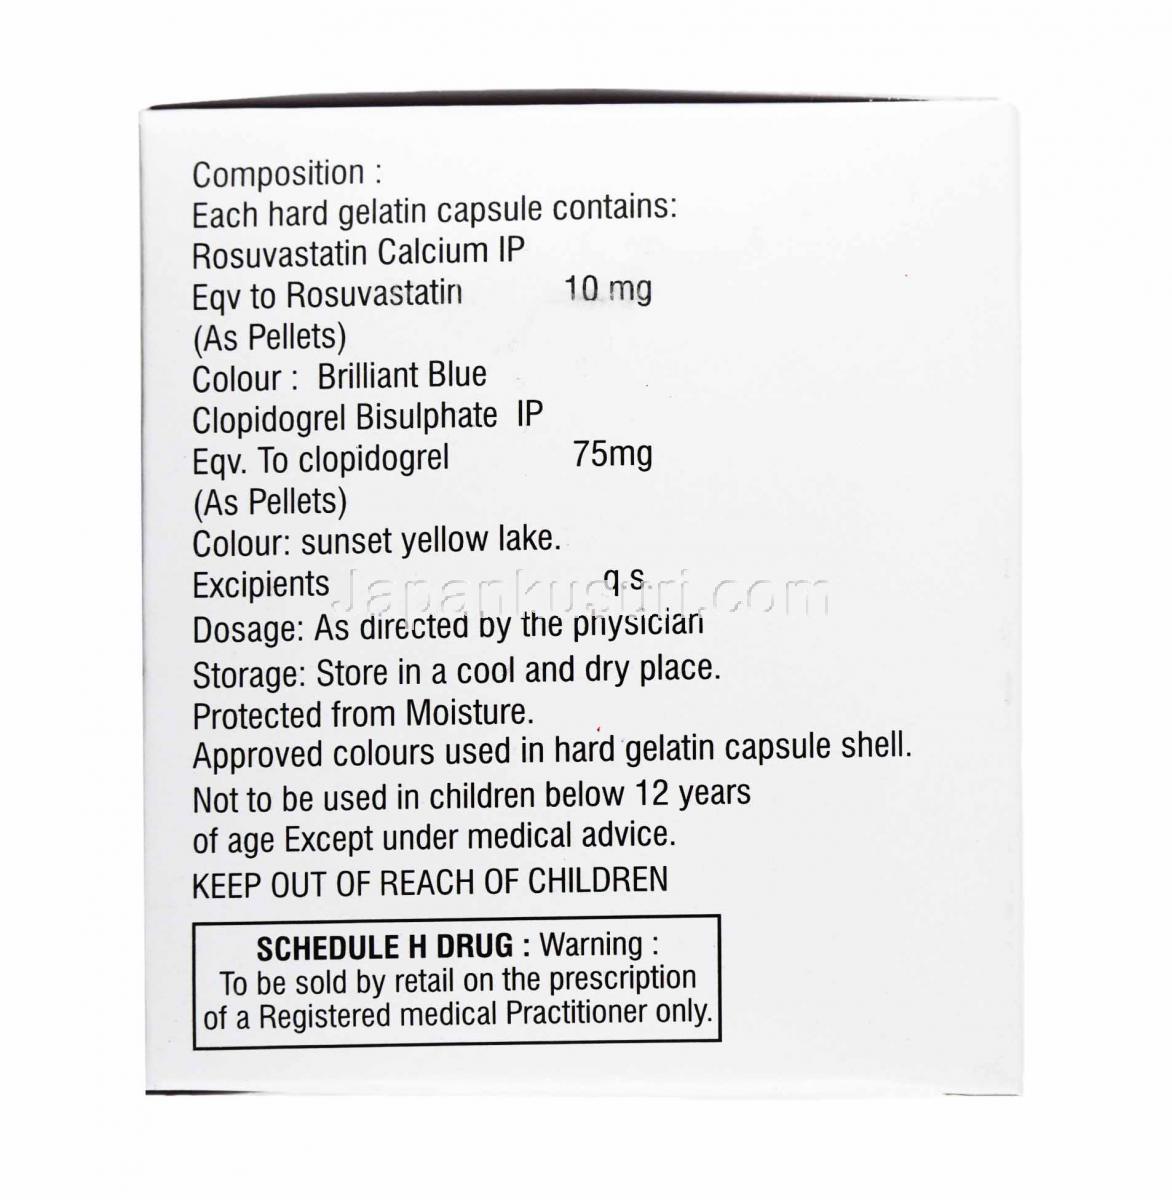 Composition :
Each hard gelatin capsule contains:
Rosuvastatin Calcium IP
Eqv to Rosuvastatin 10 mg
(As Pellets)
Colour : Brilliant Blue
Clopidogrel Bisulphate IP
Eqv. To clopidogrel 75mg
(As Pellets)
Colour: sunset yellow lake.
Excipients q s
Japankusuri.com
Dosage: As directed by the physician
Storage: Store in a cool and dry place.
Protected from Moisture.
Approved colours used in hard gelatin capsule shell.
Not to be used in children below 12 years
of age Except under medical advice.
KEEP OUT OF REACH OF CHILDREN
SCHEDULE H DRUG : Warning :
To be sold by retail on the prescription
of a Registered medical Practitioner only.